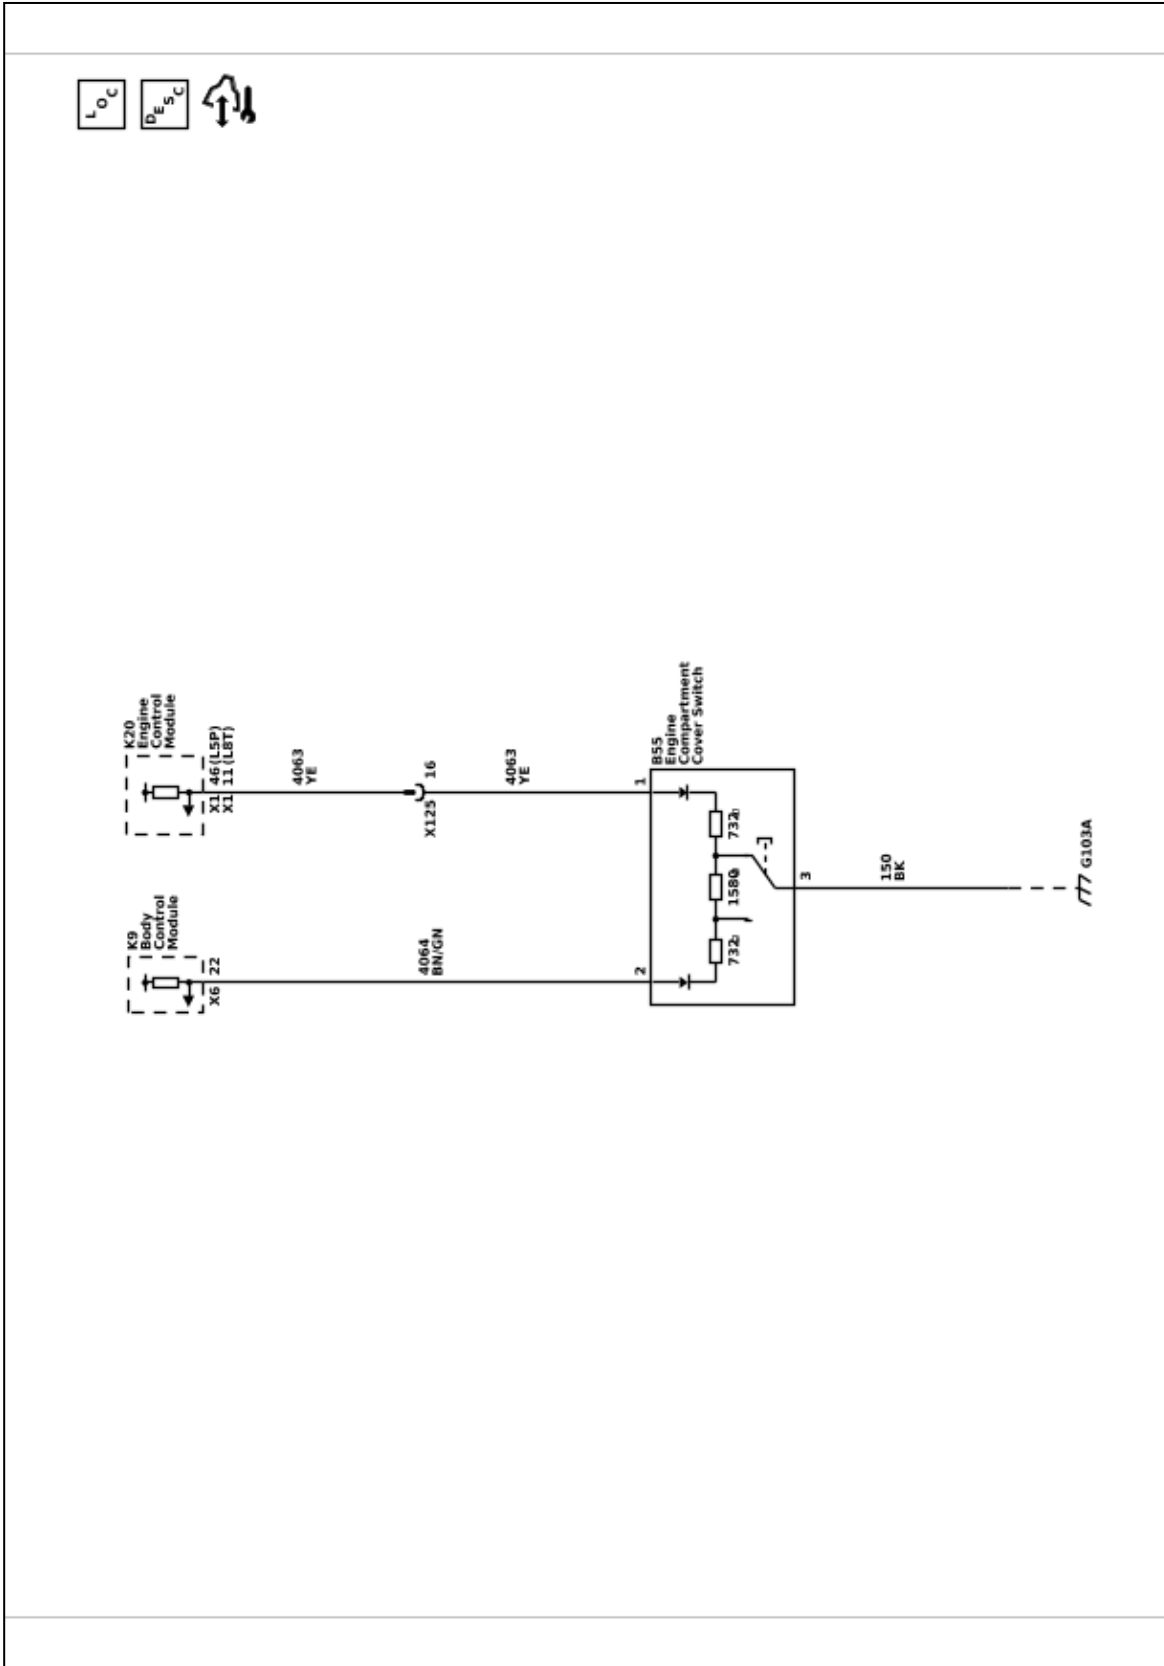 LOC
DESC
K20
Engine
Control
Module
X1 46 (L5P)
X1 11 (L8T)
4063
YE
X125 16
4063
YE
B55
Engine
Compartment
Cover Switch
1
732Ω
1580Ω
732Ω
3
150
BK
G103A
K9
Body
Control
Module
X6 22
4064
BN/GN
2